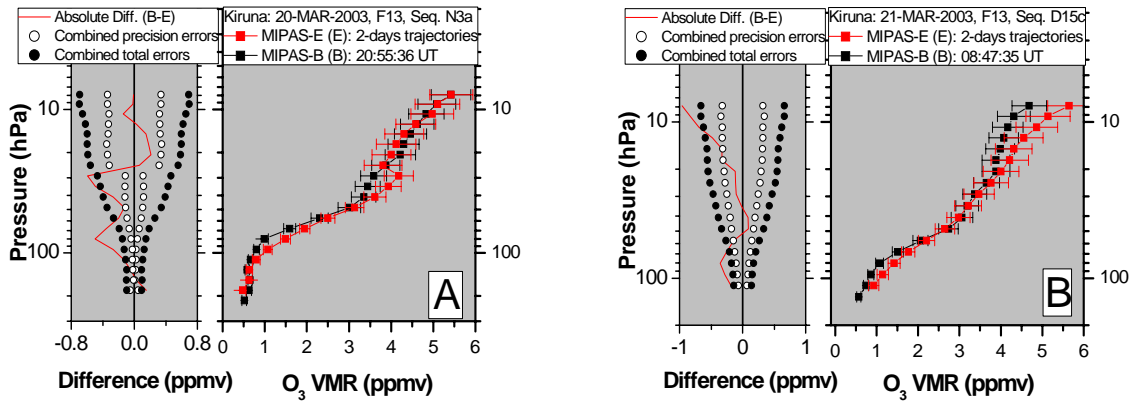 Absolute Diff. (B-E)
Combined precision errors
Combined total errors
Kiruna: 20-MAR-2003, F13, Seq. N3a
MIPAS-E (E): 2-days trajectories
MIPAS-B (B): 20:55:36 UT
10
100
Pressure (hPa)
-0.8
0.0
0.8
Difference (ppmv)
10
100
0
1
2
3
4
5
6
O3 VMR (ppmv)
A
Absolute Diff. (B-E)
Combined precision errors
Combined total errors
Kiruna: 21-MAR-2003, F13, Seq. D15c
MIPAS-E (E): 2-days trajectories
MIPAS-B (B): 08:47:35 UT
10
100
Pressure (hPa)
-1
0
1
Difference (ppmv)
10
100
0
1
2
3
4
5
6
O3 VMR (ppmv)
B